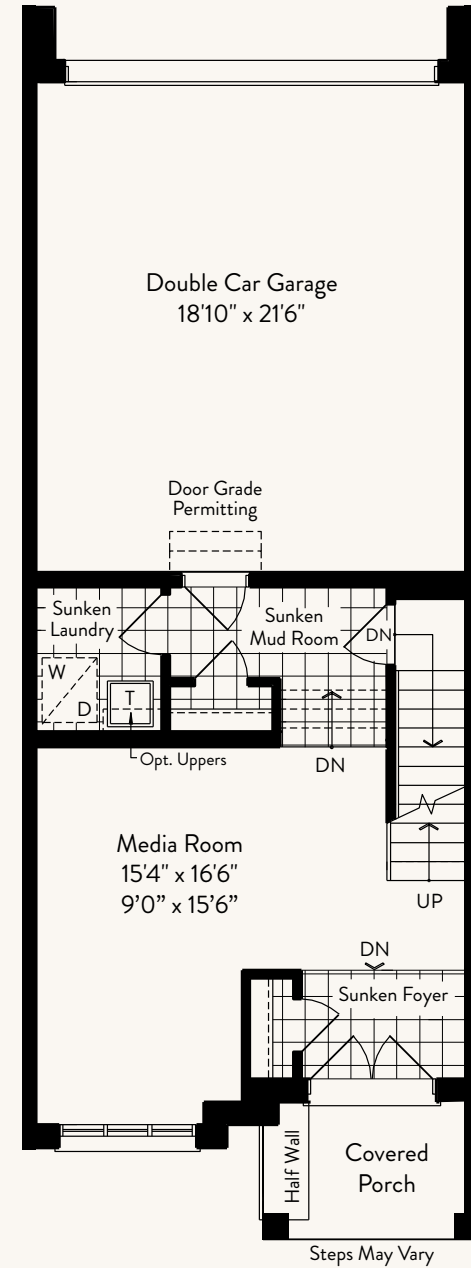 Double Car Garage
18'10" x 21'6"
Door Grade
Permitting
Sunken
Laundry
Sunken
Mud Room
DN
W
D
T
Opt. Uppers
DN
Media Room
15'4" x 16'6"
9'0” x 15’6”
UP
DN
Sunken Foyer
Half Wall
Covered
Porch
Steps May Vary